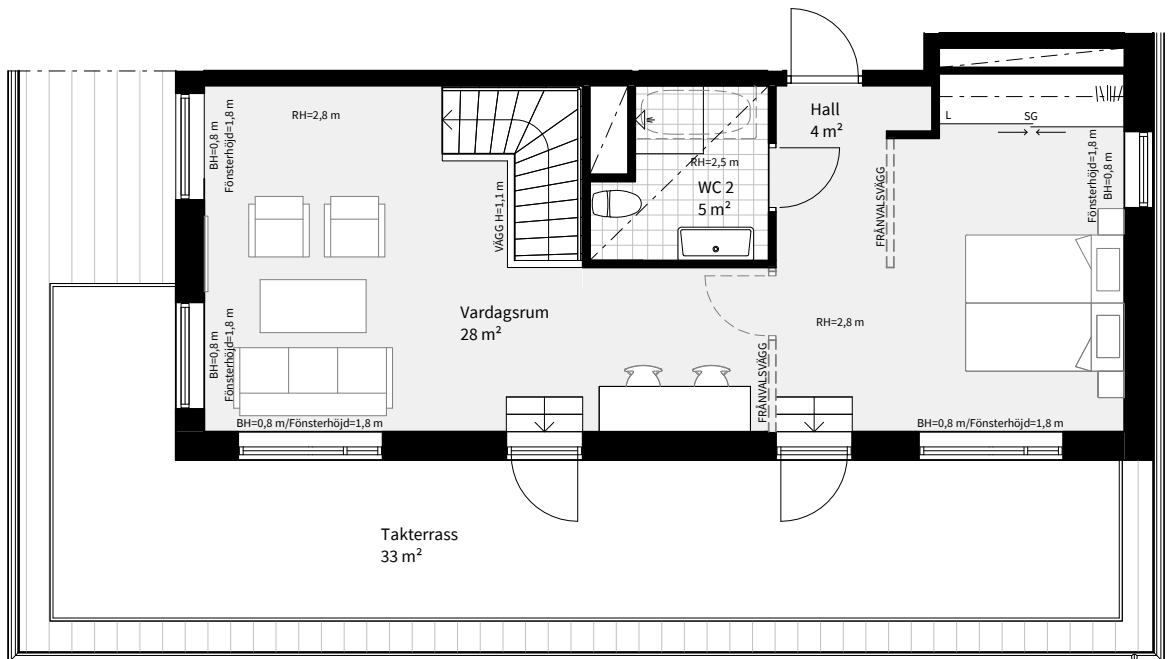 Hall
4 m²
L
SG
RH=2,8 m
BH=0,8 m
Fönsterhöjd=1,8 m
RH=2,5 m
WC 2
5 m²
VÄGG H=1,1 m
FRÅNVALSVÄGG
Fönsterhöjd=1,8 m
BH=0,8 m
Vardagsrum
28 m²
RH=2,8 m
BH=0,8 m
Fönsterhöjd=1,8 m
FRÅNVALSVÄGG
BH=0,8 m/Fönsterhöjd=1,8 m
BH=0,8 m/Fönsterhöjd=1,8 m
Takterrass
33 m²